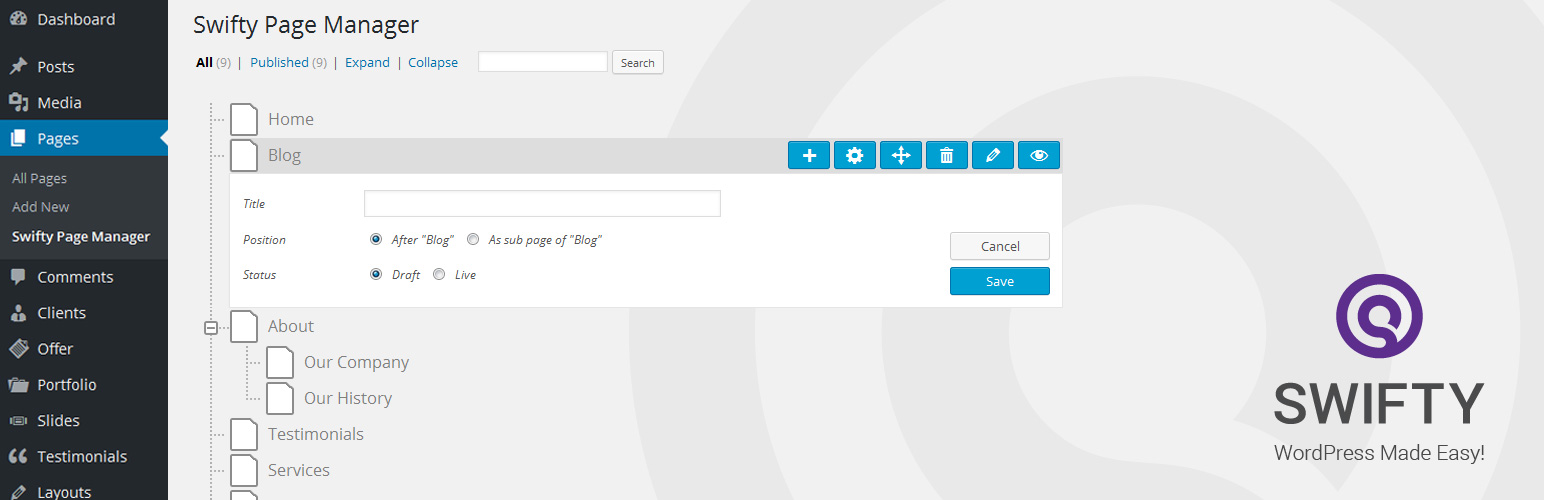 Dashboard
Posts
Media
Pages
All Pages
Add New
Swifty Page Manager
Comments
Clients
Offer
Portfolio
Slides
Testimonials
Layouts
Swifty Page Manager
All (9) | Published (9) | Expand | Collapse
Search
Home
Blog
Title
Position
After "Blog"
As sub page of "Blog"
Cancel
Status
Draft
Live
Save
About
Our Company
Our History
Testimonials
Services
SWIFTY
WordPress Made Easy!